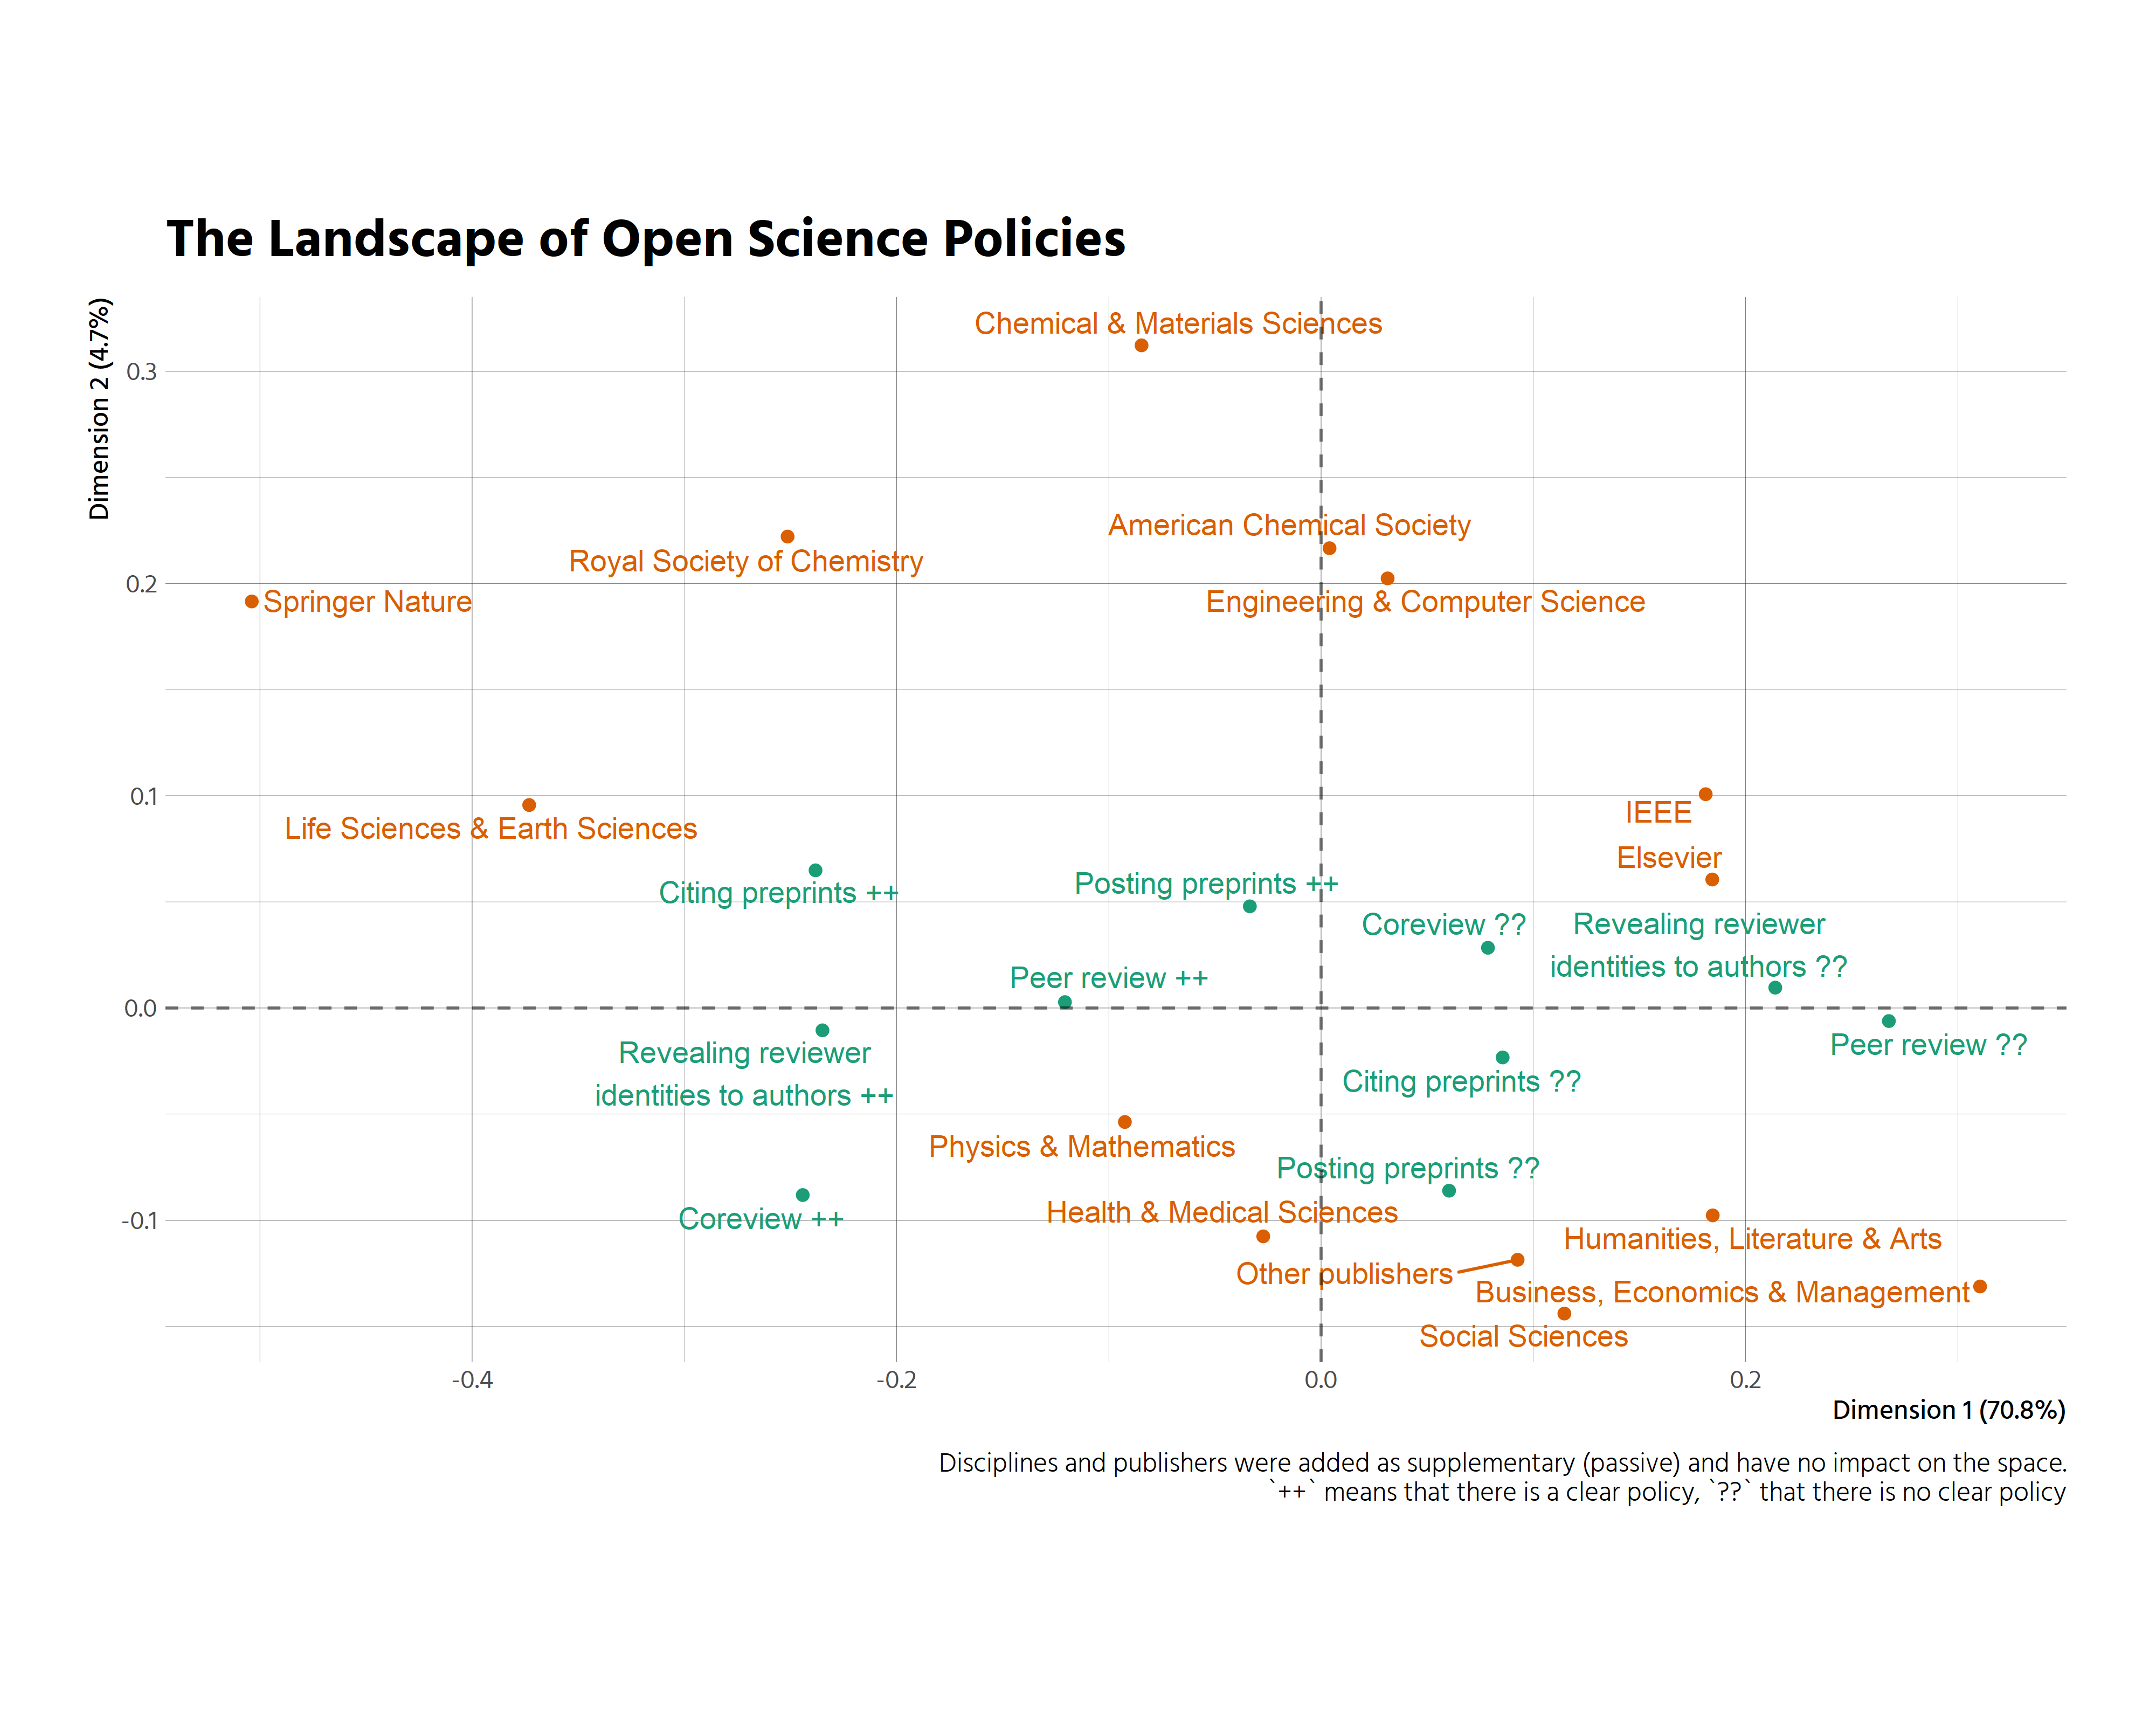 The Landscape of Open Science Policies
Dimension 2 (4.7%)
Chemical & Materials Sciences
0.3
American Chemical Society
Royal Society of Chemistry
0.2
Springer Nature
Engineering & Computer Science
0.1
IEEE
Life Sciences & Earth Sciences
Elsevier
Citing preprints ++
Posting preprints ++
Coreview ??
Revealing reviewer
identities to authors ??
Peer review ++
0.0
Revealing reviewer
identities to authors ++
Peer review ??
Citing preprints ??
Physics & Mathematics
Posting preprints ??
Coreview ++
-0.1
Health & Medical Sciences
Humanities, Literature & Arts
Other publishers
Business, Economics & Management
Social Sciences
-0.4
-0.2
0.0
0.2
Dimension 1 (70.8%)
Disciplines and publishers were added as supplementary (passive) and have no impact on the space.
`++` means that there is a clear policy, `??` that there is no clear policy